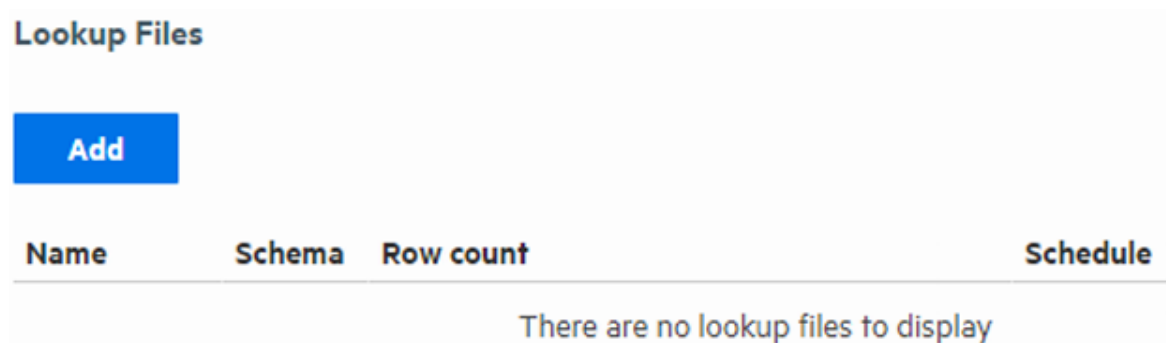 Lookup Files
Add
Name Schema Row count Schedule
There are no lookup files to display